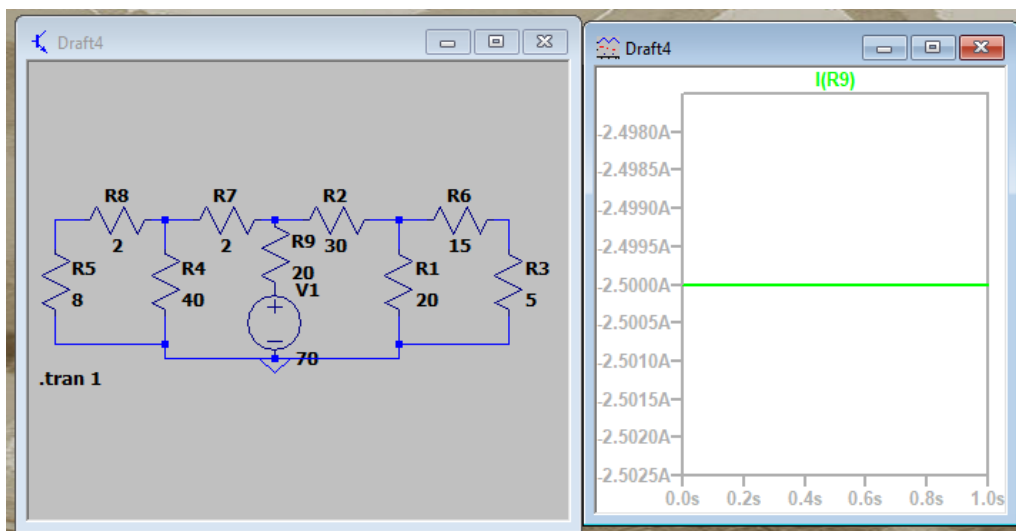 Draft4
R8
R7
R2
R6
2
2
30
15
R5
8
R4
40
R9
20
V1
70
R1
20
R3
5
.tran 1
Draft4
I(R9)
-2.4980A
-2.4985A
-2.4990A
-2.4995A
-2.5000A
-2.5005A
-2.5010A
-2.5015A
-2.5020A
-2.5025A
0.0s 0.2s 0.4s 0.6s 0.8s 1.0s